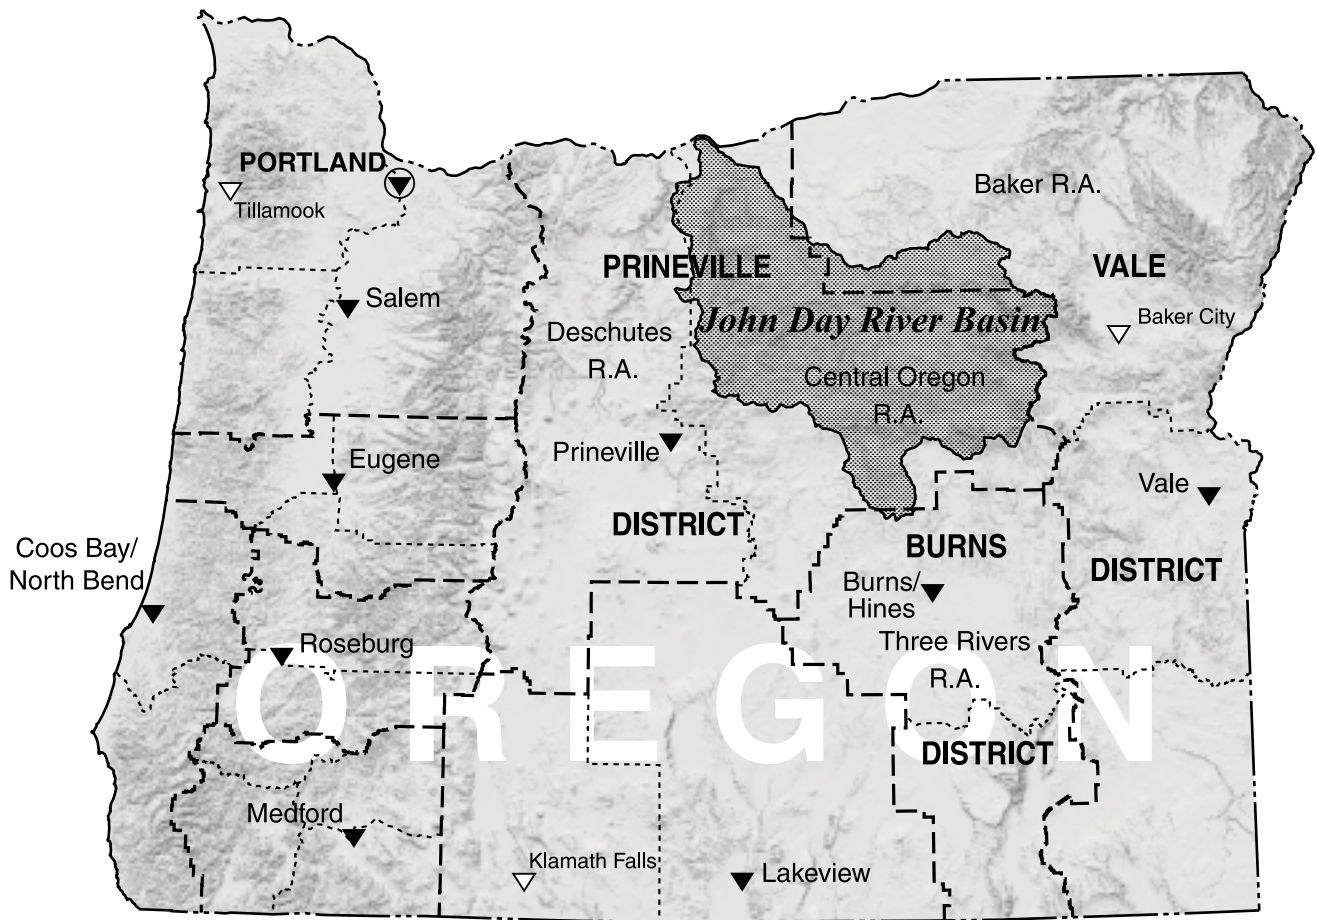 PORTLAND
Tillamook
Baker R.A.
PRINEVILLE
VALE
Salem
John Day River Basin
Baker City
Deschutes
R.A.
Central Oregon
R.A.
Eugene
Prineville
Vale
DISTRICT
BURNS
Coos Bay/
North Bend
DISTRICT
Burns/
Hines
Roseburg
Three Rivers
R.A.
OREGON
DISTRICT
Medford
Klamath Falls
Lakeview